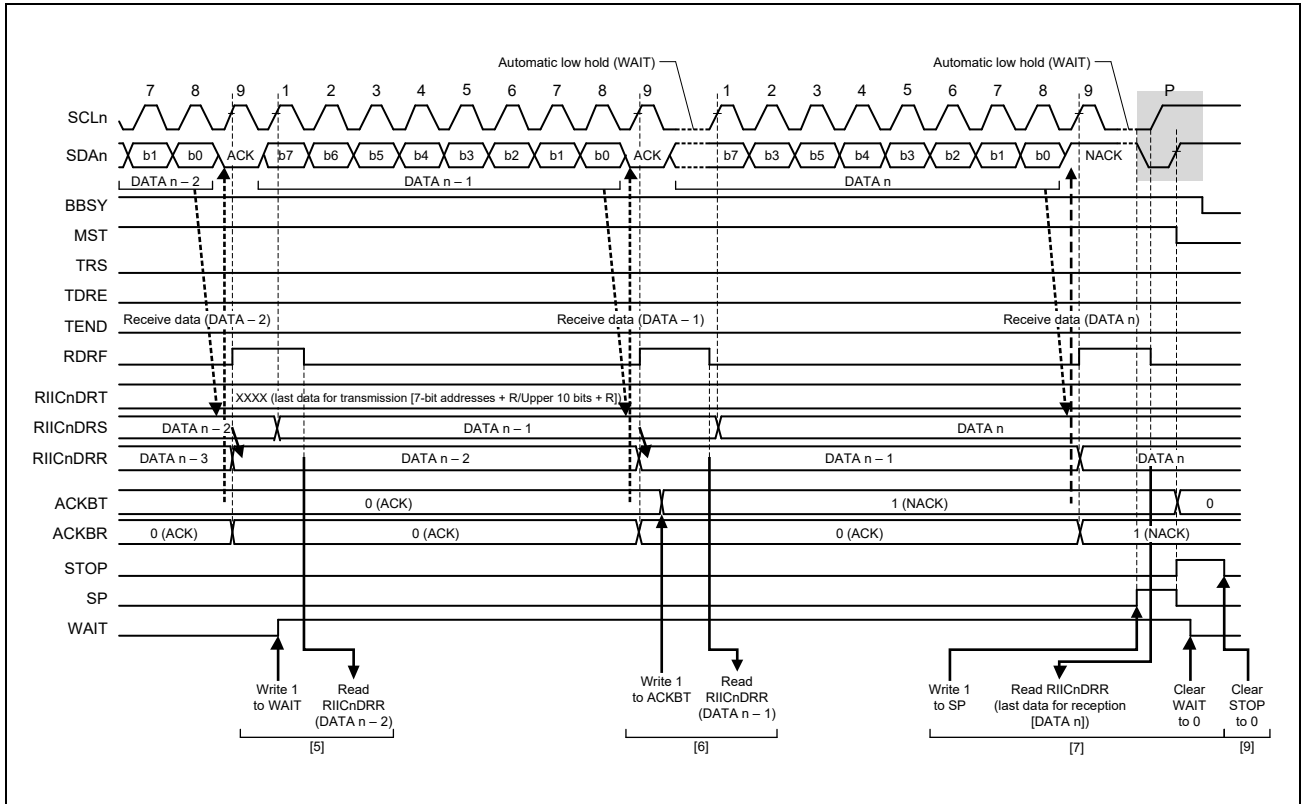 Automatic low hold (WAIT) Automatic low hold (WAIT)
7 8 9 1 2 3 4 5 6 7 8 9 1 2 3 4 5 6 7 8 9 P
SCLn
SDAn b1 b0 ACK b7 b6 b5 b4 b3 b2 b1 b0 ACK b7 b3 b5 b4 b3 b2 b1 b0 NACK
DATA n – 2 DATA n – 1 DATA n
BBSY
MST
TRS
TDRE
TEND Receive data (DATA – 2) Receive data (DATA – 1) Receive data (DATA n)
RDRF
RIICnDRT XXXX (last data for transmission [7-bit addresses + R/Upper 10 bits + R])
RIICnDRS DATA n – 2 DATA n – 1 DATA n
RIICnDRR DATA n – 3 DATA n – 2 DATA n – 1 DATA n
ACKBT 0 (ACK) 1 (NACK) 0
ACKBR 0 (ACK) 0 (ACK) 0 (ACK) 1 (NACK)
STOP
SP
WAIT
Write 1
to WAIT
Read
RIICnDRR
(DATA n – 2)
[5]
Write 1
to ACKBT
Read
RIICnDRR
(DATA n – 1)
[6]
Write 1
to SP
Read RIICnDRR
(last data for reception
[DATA n])
Clear
WAIT
to 0
[7]
Clear
STOP
to 0
[9]